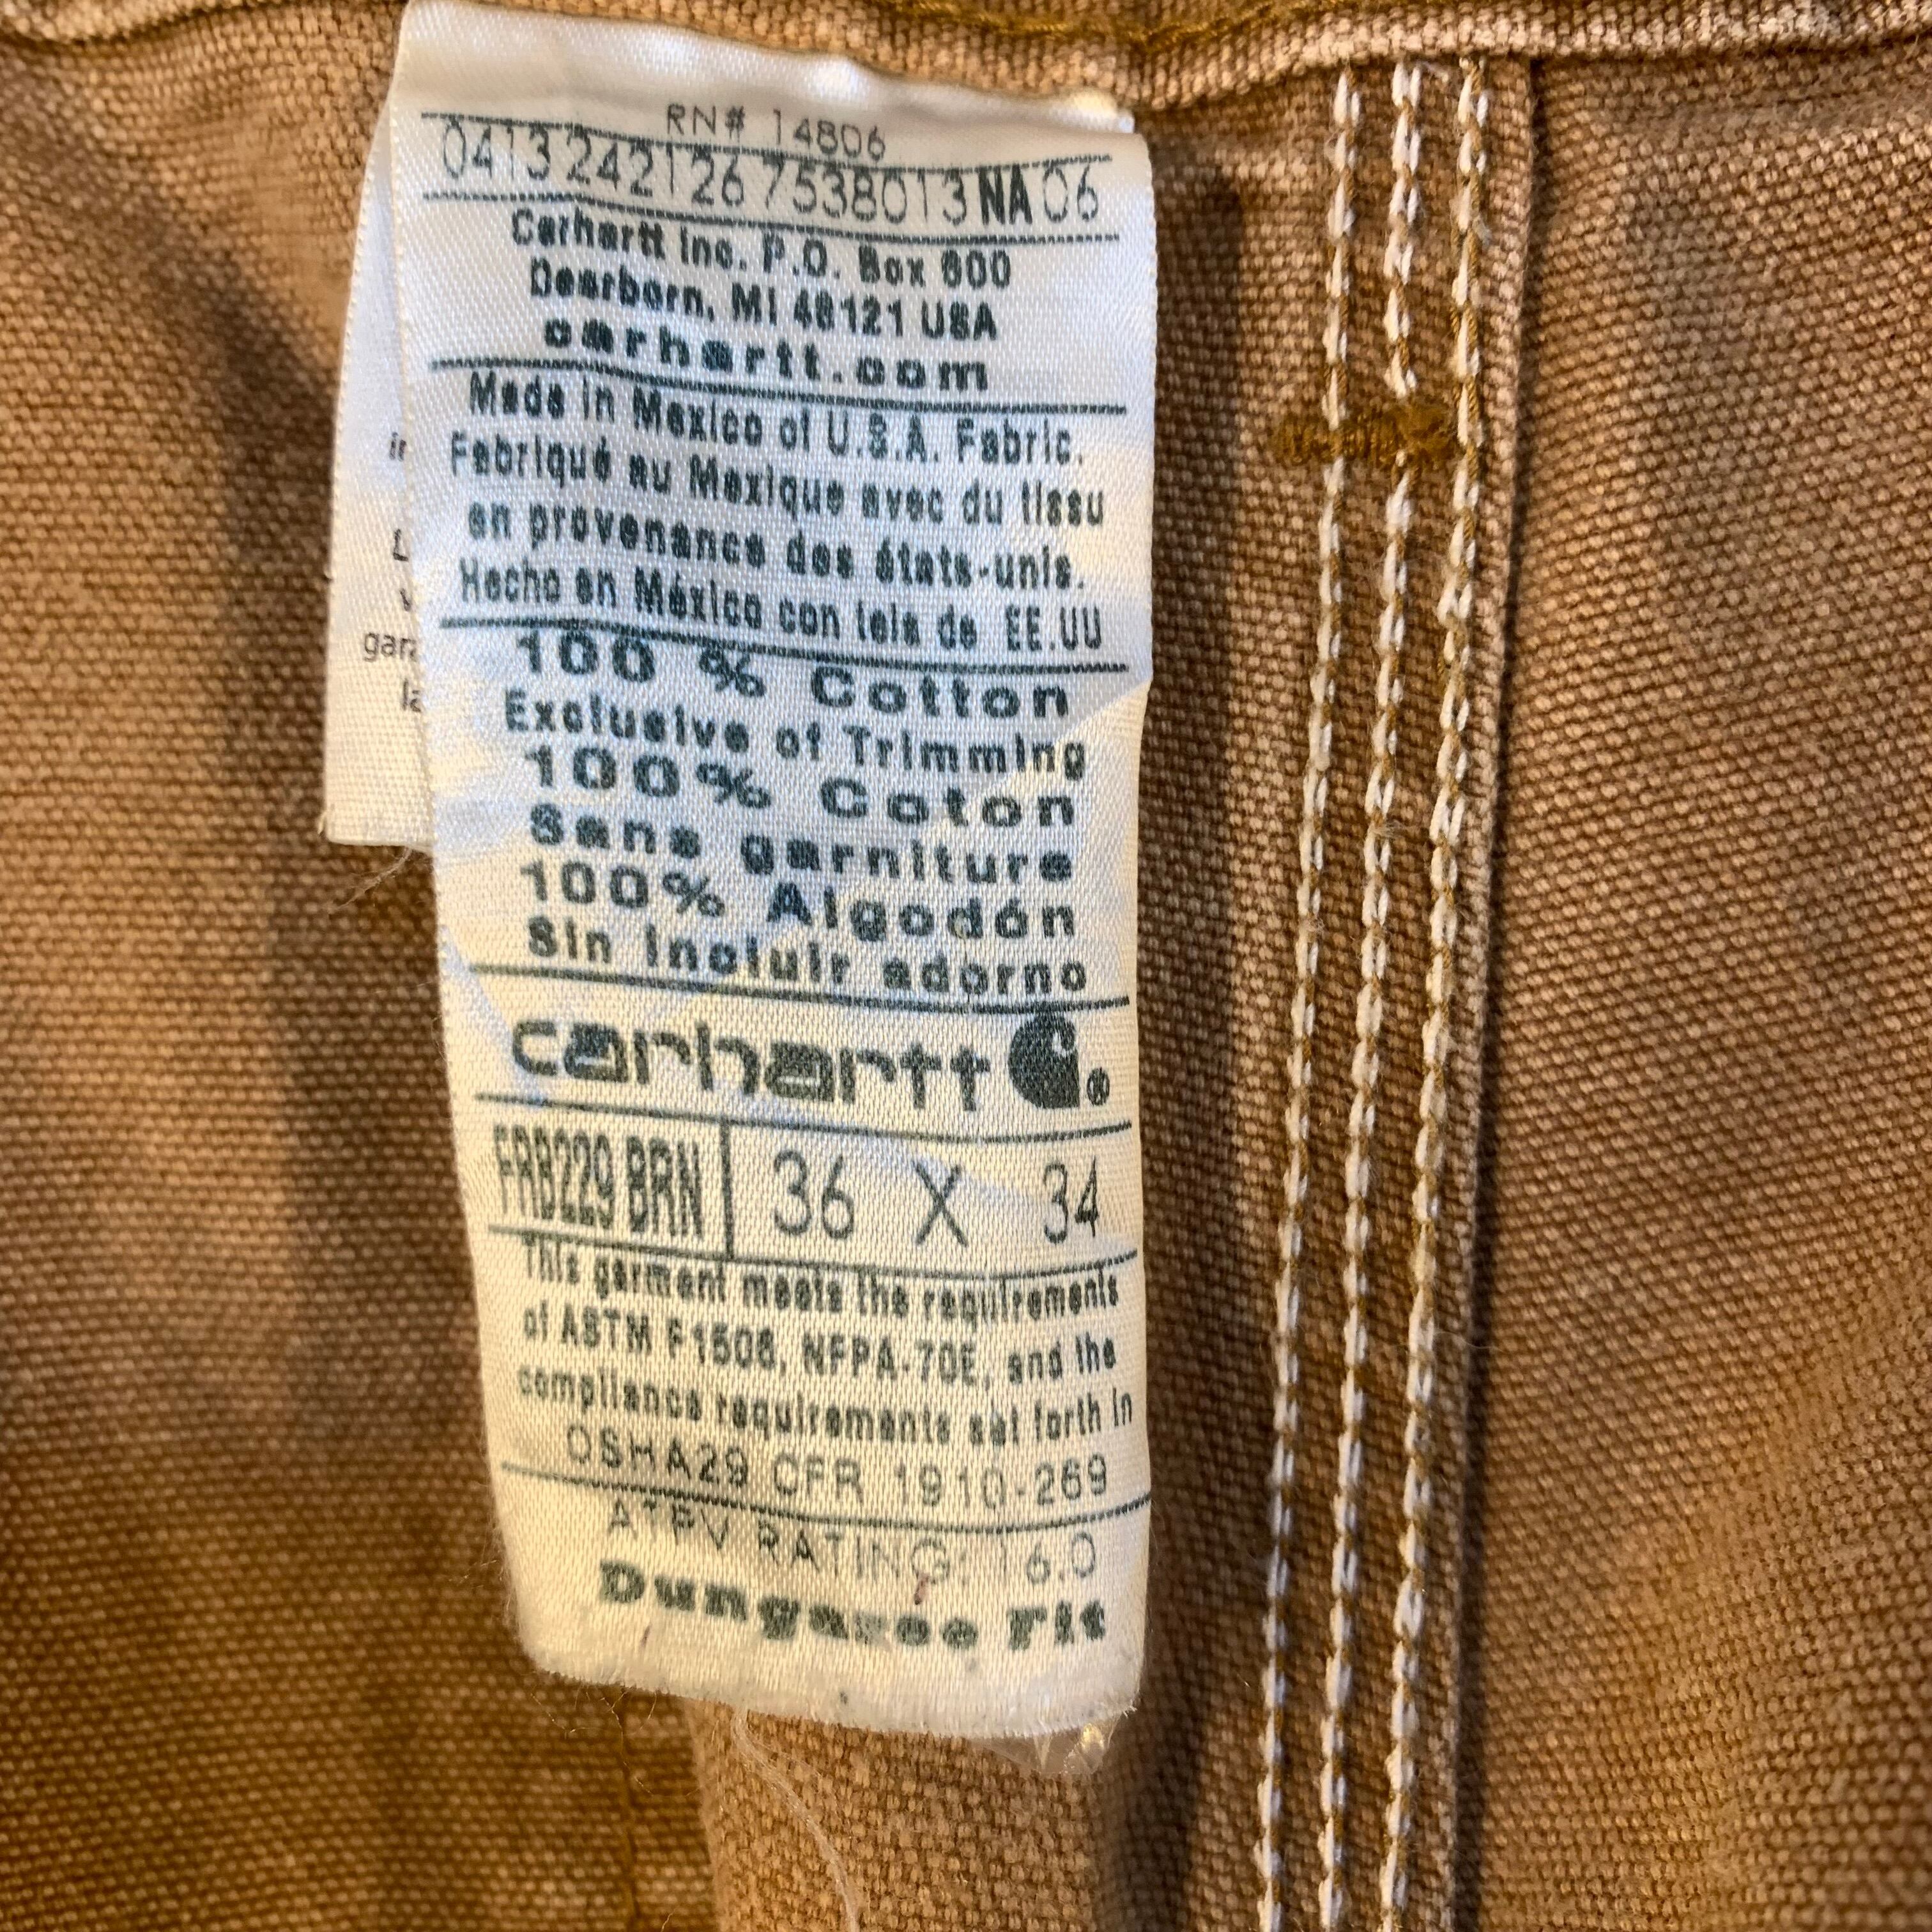 RN# 14806
0413 242126 7538013 NA 06
Carhartt Inc. P.O. Box 600
Dearborn, MI 48121 USA
carhartt.com
Made in Mexico of U.S.A. Fabric.
Fabriqué au Mexique avec du tissu
en provenance des états-unis.
Hecho en México con tela de EE.UU
100 % Cotton
Exclusive of Trimming
100% Coton
Sans garniture
100% Algodón
Sin incluir adorno
carhartt ®
FRB229 BRN 36 X 34
This garment meets the requirements
of ASTM F1506, NFPA-70E, and the
compliance requirements set forth in
OSHA29 CFR 1910-269
ATPV RATING: 16.0
Dungaree Fit